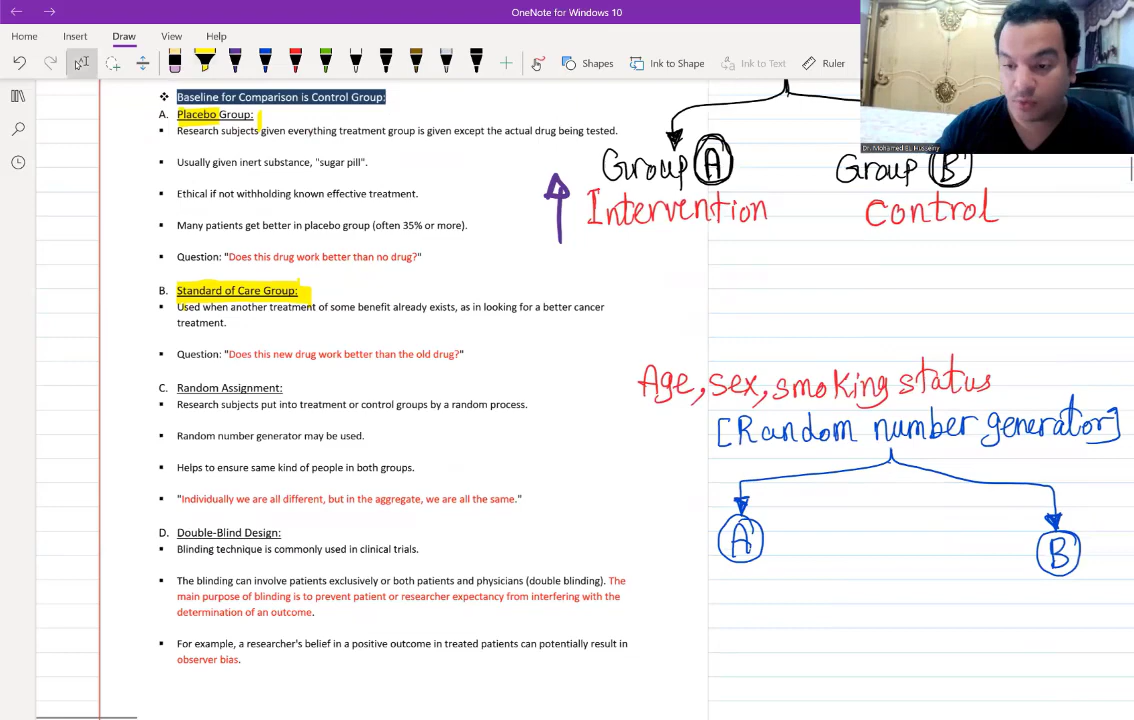 OneNote for Windows 10
Home Insert Draw View Help
Shapes Ink to Shape Ink to Text Ruler
❖ Baseline for Comparison is Control Group:
A. Placebo Group:
▪ Research subjects given everything treatment group is given except the actual drug being tested.
▪ Usually given inert substance, "sugar pill".
▪ Ethical if not withholding known effective treatment.
▪ Many patients get better in placebo group (often 35% or more).
▪ Question: "Does this drug work better than no drug?"
B. Standard of Care Group:
▪ Used when another treatment of some benefit already exists, as in looking for a better cancer
treatment.
▪ Question: "Does this new drug work better than the old drug?"
C. Random Assignment:
▪ Research subjects put into treatment or control groups by a random process.
▪ Random number generator may be used.
▪ Helps to ensure same kind of people in both groups.
▪ "Individually we are all different, but in the aggregate, we are all the same."
D. Double-Blind Design:
▪ Blinding technique is commonly used in clinical trials.
▪ The blinding can involve patients exclusively or both patients and physicians (double blinding). The
main purpose of blinding is to prevent patient or researcher expectancy from interfering with the
determination of an outcome.
▪ For example, a researcher's belief in a positive outcome in treated patients can potentially result in
observer bias.
Dr. Mohamed EL Husseiny
Group A Group B
Intervention Control
Age, sex, smoking status
[Random number generator]
A B